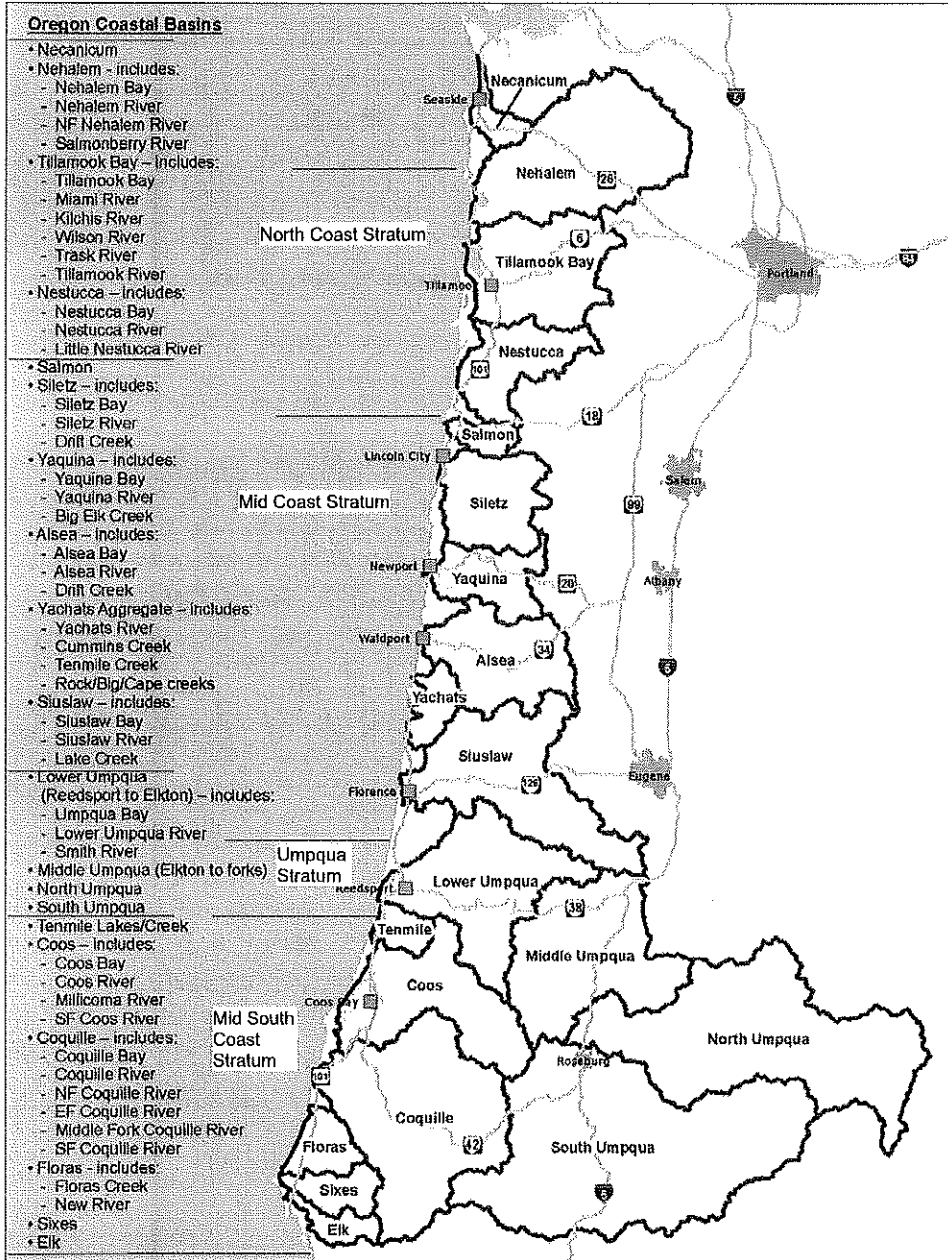 Oregon Coastal Basins
• Necanicum
• Nehalem - includes:
- Nehalem Bay
- Nehalem River
- NF Nehalem River
- Salmonberry River
• Tillamook Bay – includes:
- Tillamook Bay
- Miami River
- Kilchis River
- Wilson River
- Trask River
- Tillamook River
• Nestucca – includes:
- Nestucca Bay
- Nestucca River
- Little Nestucca River
• Salmon
• Siletz – includes:
- Siletz Bay
- Siletz River
- Drift Creek
• Yaquina – includes:
- Yaquina Bay
- Yaquina River
- Big Elk Creek
• Alsea – includes:
- Alsea Bay
- Alsea River
- Drift Creek
• Yachats Aggregate – includes:
- Yachats River
- Cummins Creek
- Tenmile Creek
- Rock/Big/Cape creeks
• Siuslaw – includes:
- Siuslaw Bay
- Siuslaw River
- Lake Creek
• Lower Umpqua
(Reedsport to Elkton) – includes:
- Umpqua Bay
- Lower Umpqua River
- Smith River
• Middle Umpqua (Elkton to forks)
• North Umpqua
• South Umpqua
• Tenmile Lakes/Creek
• Coos – includes:
- Coos Bay
- Coos River
- Millicoma River
- SF Coos River
• Coquille – includes:
- Coquille Bay
- Coquille River
- NF Coquille River
- EF Coquille River
- Middle Fork Coquille River
- SF Coquille River
• Floras - includes:
- Floras Creek
- New River
• Sixes
• Elk
North Coast Stratum
Mid Coast Stratum
Umpqua
Stratum
Mid South
Coast
Stratum
Necanicum
Seaside
Nehalem
26
6
Tillamook Bay
Tillamoo
Nestucca
101
18
Salmon
Lincoln City
Siletz
99
Salem
Newport
Yaquina
20
Albany
Waldport
Alsea
34
5
Yachats
Siuslaw
Florence
126
Eugene
Lower Umpqua
Reedsport
38
Tenmile
Middle Umpqua
Coos
Coos Bay
North Umpqua
Roseburg
101
Coquille
42
South Umpqua
Floras
Sixes
5
Elk
Portland
84